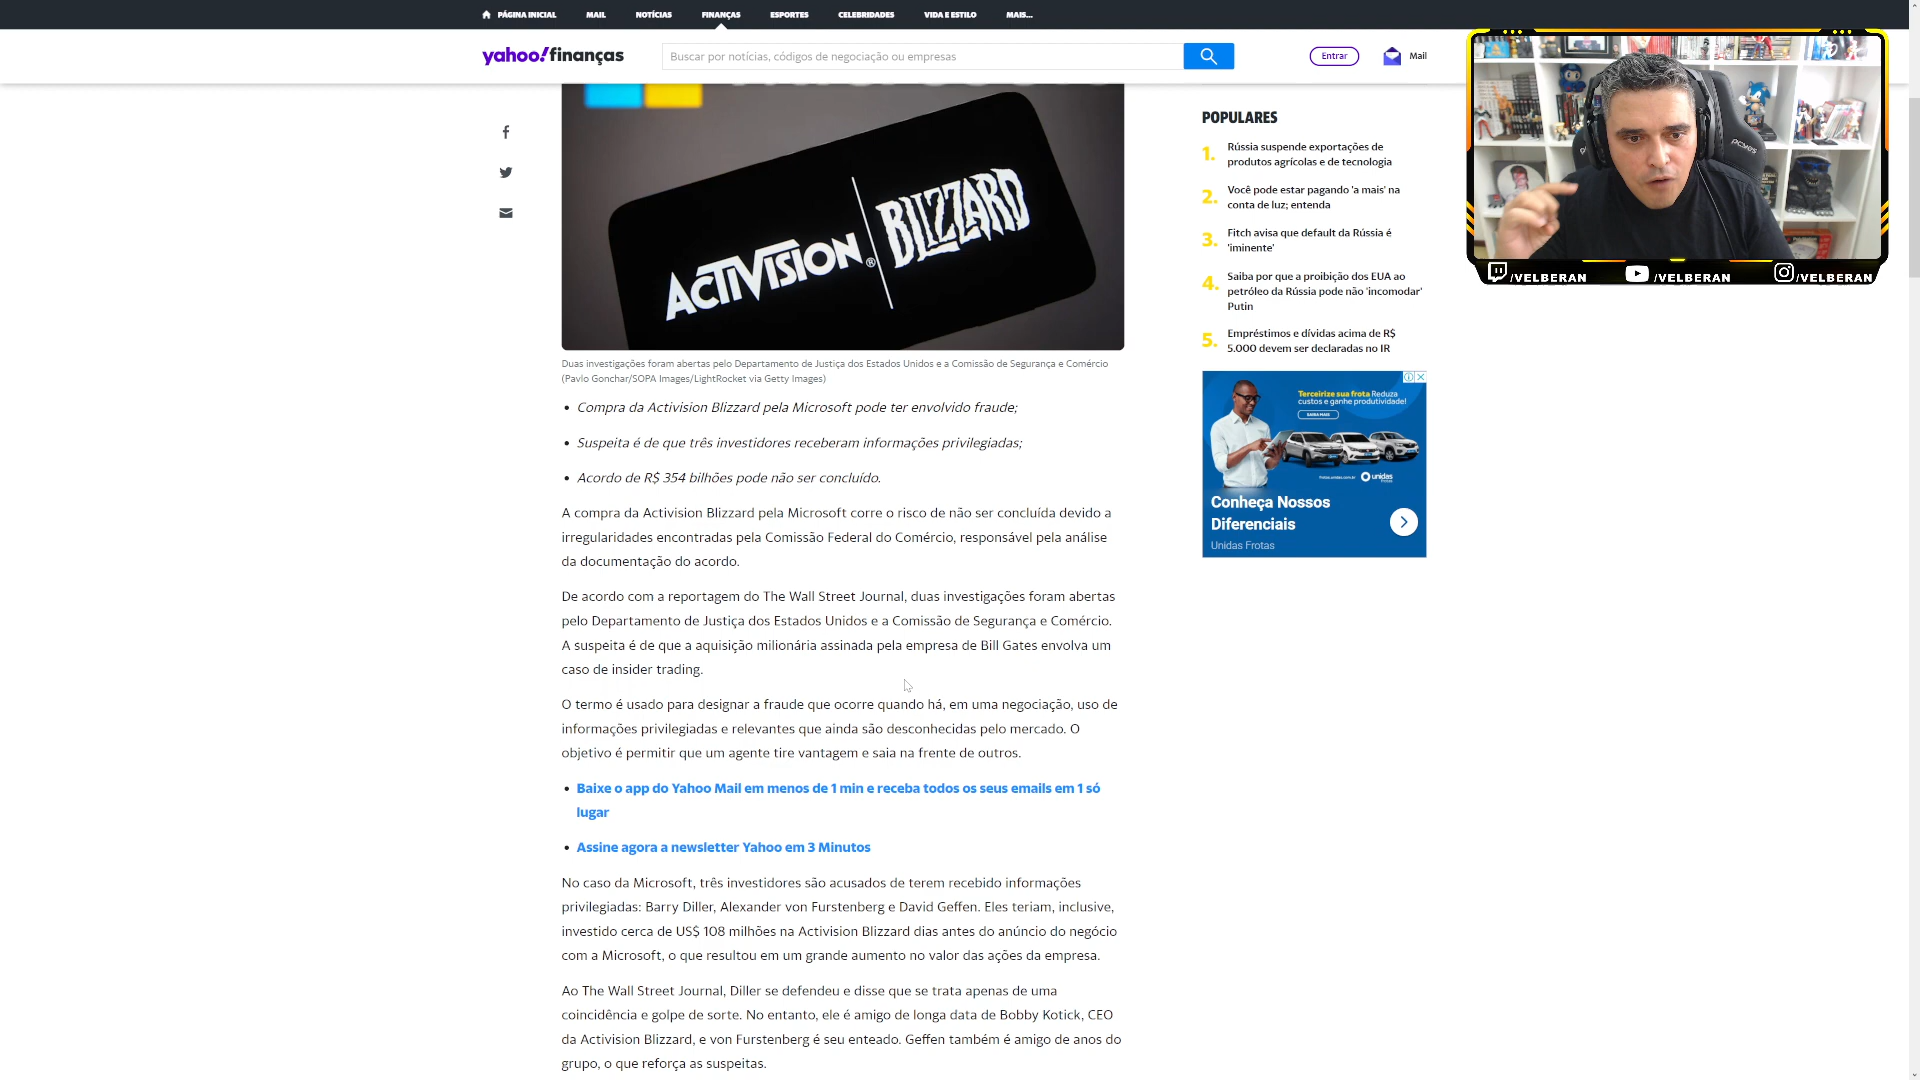 PÁGINA INICIAL MAIL NOTÍCIAS FINANÇAS ESPORTES CELEBRIDADES VIDA E ESTILO MAIS...
yahoo!finanças
Buscar por notícias, códigos de negociação ou empresas
Entrar
Mail
ACTIVISION® BLIZZARD
Duas investigações foram abertas pelo Departamento de Justiça dos Estados Unidos e a Comissão de Segurança e Comércio
(Pavlo Gonchar/SOPA Images/LightRocket via Getty Images)
• Compra da Activision Blizzard pela Microsoft pode ter envolvido fraude;
• Suspeita é de que três investidores receberam informações privilegiadas;
• Acordo de R$ 354 bilhões pode não ser concluído.
A compra da Activision Blizzard pela Microsoft corre o risco de não ser concluída devido a
irregularidades encontradas pela Comissão Federal do Comércio, responsável pela análise
da documentação do acordo.
De acordo com a reportagem do The Wall Street Journal, duas investigações foram abertas
pelo Departamento de Justiça dos Estados Unidos e a Comissão de Segurança e Comércio.
A suspeita é de que a aquisição milionária assinada pela empresa de Bill Gates envolva um
caso de insider trading.
O termo é usado para designar a fraude que ocorre quando há, em uma negociação, uso de
informações privilegiadas e relevantes que ainda são desconhecidas pelo mercado. O
objetivo é permitir que um agente tire vantagem e saia na frente de outros.
• Baixe o app do Yahoo Mail em menos de 1 min e receba todos os seus emails em 1 só
lugar
• Assine agora a newsletter Yahoo em 3 Minutos
No caso da Microsoft, três investidores são acusados de terem recebido informações
privilegiadas: Barry Diller, Alexander von Furstenberg e David Geffen. Eles teriam, inclusive,
investido cerca de US$ 108 milhões na Activision Blizzard dias antes do anúncio do negócio
com a Microsoft, o que resultou em um grande aumento no valor das ações da empresa.
Ao The Wall Street Journal, Diller se defendeu e disse que se trata apenas de uma
coincidência e golpe de sorte. No entanto, ele é amigo de longa data de Bobby Kotick, CEO
da Activision Blizzard, e von Furstenberg é seu enteado. Geffen também é amigo de anos do
grupo, o que reforça as suspeitas.
POPULARES
1. Rússia suspende exportações de
produtos agrícolas e de tecnologia
2. Você pode estar pagando 'a mais' na
conta de luz; entenda
3. Fitch avisa que default da Rússia é
'iminente'
4. Saiba por que a proibição dos EUA ao
petróleo da Rússia pode não 'incomodar'
Putin
5. Empréstimos e dívidas acima de R$
5.000 devem ser declaradas no IR
Terceirize sua frota Reduza
custos e ganhe produtividade!
SAIBA MAIS
frotas.unidas.com.br
unidas
frotas
Conheça Nossos
Diferenciais
Unidas Frotas
pcyes
/VELBERAN /VELBERAN /VELBERAN